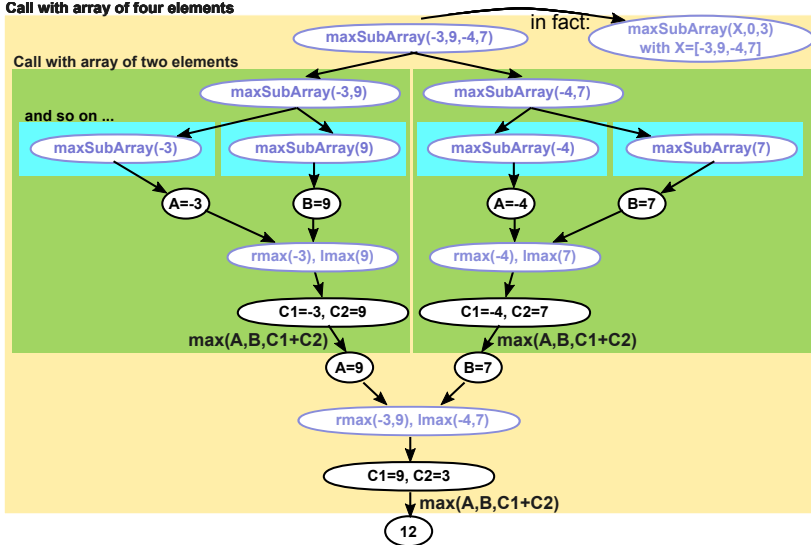 Call with array of four elements
maxSubArray(-3,9,-4,7)
in fact:
maxSubArray(X,0,3)
with X=[-3,9,-4,7]
Call with array of two elements
maxSubArray(-3,9)
maxSubArray(-4,7)
and so on ...
maxSubArray(-3)
maxSubArray(9)
maxSubArray(-4)
maxSubArray(7)
A=-3
B=9
A=-4
B=7
rmax(-3), lmax(9)
rmax(-4), lmax(7)
C1=-3, C2=9
C1=-4, C2=7
max(A,B,C1+C2)
max(A,B,C1+C2)
A=9
B=7
rmax(-3,9), lmax(-4,7)
C1=9, C2=3
max(A,B,C1+C2)
12